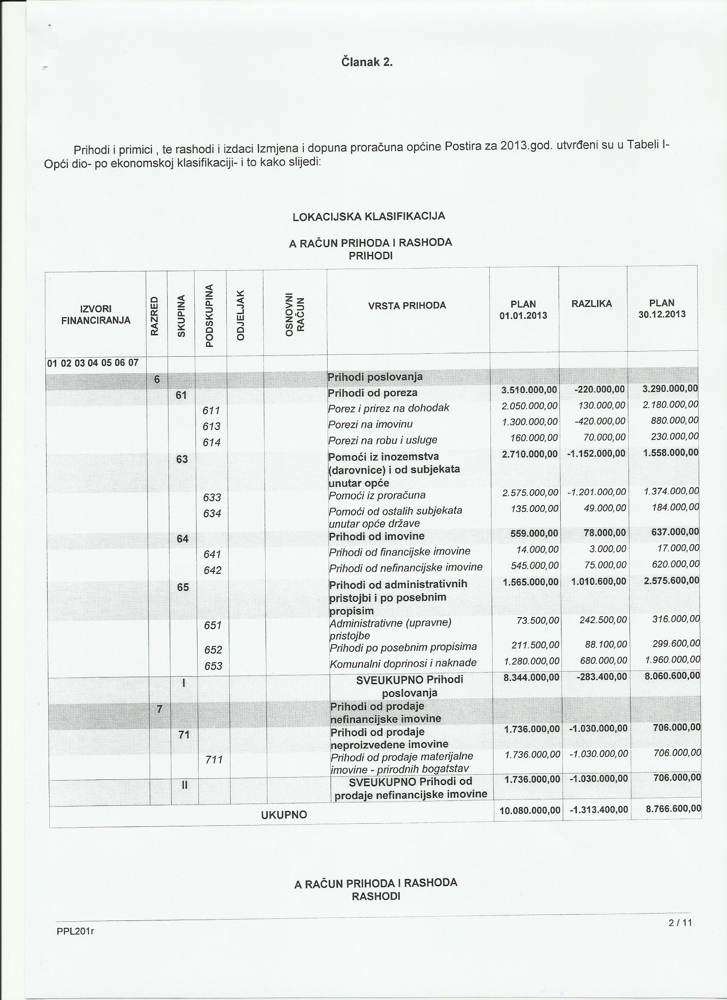 Članak 2.
Prihodi i primici , te rashodi i izdaci Izmjena i dopuna proračuna općine Postira za 2013.god. utvrđeni su u Tabeli I-
Opći dio- po ekonomskoj klasifikaciji- i to kako slijedi:
LOKACIJSKA KLASIFIKACIJA
A RAČUN PRIHODA I RASHODA
PRIHODI
IZVORI FINANCIRANJA RAZRED SKUPINA PODSKUPINA ODJELJAK OSNOVNI RAČUN VRSTA PRIHODA PLAN 01.01.2013 RAZLIKA PLAN 30.12.2013
01 02 03 04 05 06 07
6 Prihodi poslovanja
61 Prihodi od poreza 3.510.000,00 -220.000,00 3.290.000,00
611 Porez i prirez na dohodak 2.050.000,00 130.000,00 2.180.000,00
613 Porezi na imovinu 1.300.000,00 -420.000,00 880.000,00
614 Porezi na robu i usluge 160.000,00 70.000,00 230.000,00
63 Pomoći iz inozemstva 2.710.000,00 -1.152.000,00 1.558.000,00
(darovnice) i od subjekata
unutar opće
633 Pomoći iz proračuna 2.575.000,00 -1.201.000,00 1.374.000,00
634 Pomoći od ostalih subjekata 135.000,00 49.000,00 184.000,00
unutar opće države
64 Prihodi od imovine 559.000,00 78.000,00 637.000,00
641 Prihodi od financijske imovine 14.000,00 3.000,00 17.000,00
642 Prihodi od nefinancijske imovine 545.000,00 75.000,00 620.000,00
65 Prihodi od administrativnih 1.565.000,00 1.010.600,00 2.575.600,00
pristojbi i po posebnim
propisim
651 Administrativne (upravne) 73.500,00 242.500,00 316.000,00
pristojbe
652 Prihodi po posebnim propisima 211.500,00 88.100,00 299.600,00
653 Komunalni doprinosi i naknade 1.280.000,00 680.000,00 1.960.000,00
I SVEUKUPNO Prihodi 8.344.000,00 -283.400,00 8.060.600,00
poslovanja
7 Prihodi od prodaje
nefinancijske imovine
71 Prihodi od prodaje 1.736.000,00 -1.030.000,00 706.000,00
neproizvedene imovine
711 Prihodi od prodaje materijalne 1.736.000,00 -1.030.000,00 706.000,00
imovine - prirodnih bogatstav
II SVEUKUPNO Prihodi od 1.736.000,00 -1.030.000,00 706.000,00
prodaje nefinancijske imovine
UKUPNO 10.080.000,00 -1.313.400,00 8.766.600,00
A RAČUN PRIHODA I RASHODA
RASHODI
PPL201r 2 / 11